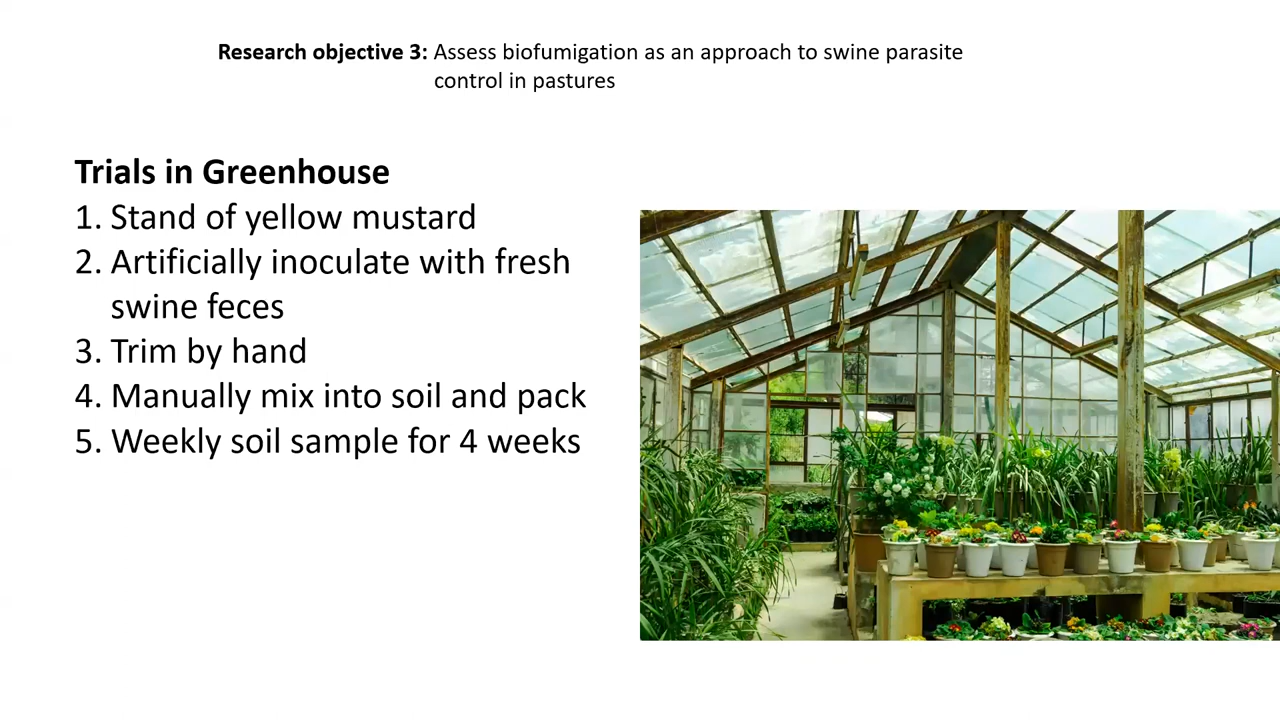 Research objective 3: Assess biofumigation as an approach to swine parasite
control in pastures
Trials in Greenhouse
1. Stand of yellow mustard
2. Artificially inoculate with fresh
swine feces
3. Trim by hand
4. Manually mix into soil and pack
5. Weekly soil sample for 4 weeks